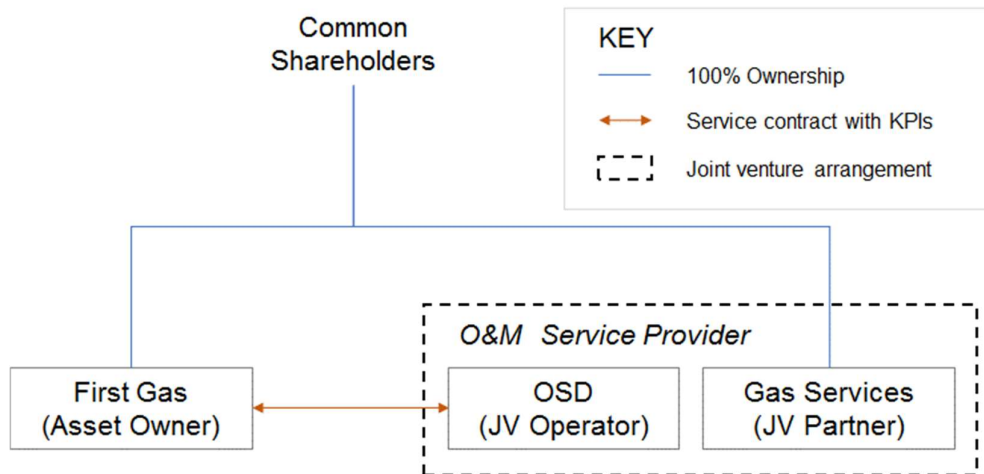 Common
Shareholders
KEY
100% Ownership
Service contract with KPIs
Joint venture arrangement
O&M Service Provider
First Gas
(Asset Owner)
OSD
(JV Operator)
Gas Services
(JV Partner)